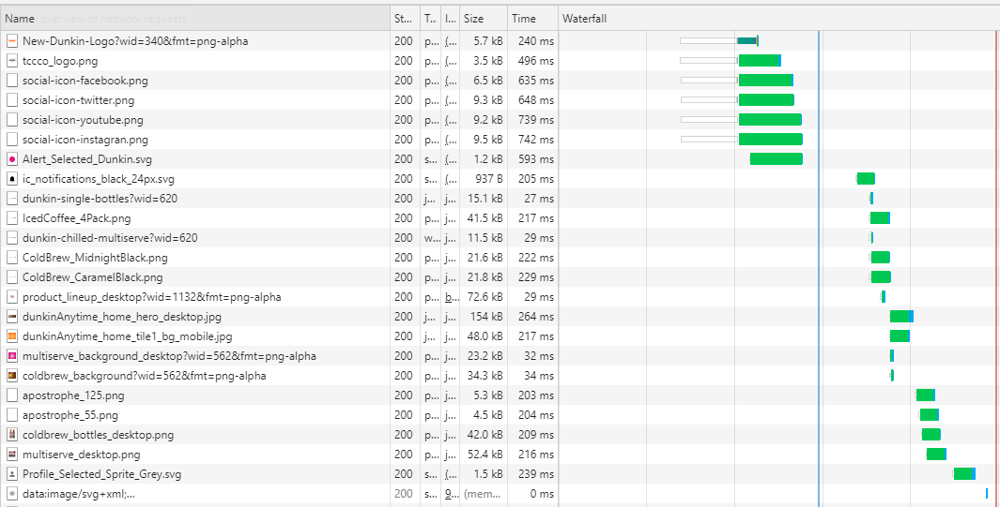 Name overview of network requests St... T... I... Size Time Waterfall
New-Dunkin-Logo?wid=340&fmt=png-alpha 200 p... (... 5.7 kB 240 ms
tccco_logo.png 200 p... (... 3.5 kB 496 ms
social-icon-facebook.png 200 p... (... 6.5 kB 635 ms
social-icon-twitter.png 200 p... (... 9.3 kB 648 ms
social-icon-youtube.png 200 p... (... 9.2 kB 739 ms
social-icon-instagran.png 200 p... (... 9.5 kB 742 ms
Alert_Selected_Dunkin.svg 200 s... (... 1.2 kB 593 ms
ic_notifications_black_24px.svg 200 s... (... 937 B 205 ms
dunkin-single-bottles?wid=620 200 j... j... 15.1 kB 27 ms
IcedCoffee_4Pack.png 200 p... j... 41.5 kB 217 ms
dunkin-chilled-multiserve?wid=620 200 w... j... 11.5 kB 29 ms
ColdBrew_MidnightBlack.png 200 p... j... 21.6 kB 222 ms
ColdBrew_CaramelBlack.png 200 p... j... 21.8 kB 229 ms
product_lineup_desktop?wid=1132&fmt=png-alpha 200 p... b... 72.6 kB 29 ms
dunkinAnytime_home_hero_desktop.jpg 200 j... j... 154 kB 264 ms
dunkinAnytime_home_tile1_bg_mobile.jpg 200 j... j... 48.0 kB 217 ms
multiserve_background_desktop?wid=562&fmt=png-alpha 200 p... j... 23.2 kB 32 ms
coldbrew_background?wid=562&fmt=png-alpha 200 p... j... 34.3 kB 34 ms
apostrophe_125.png 200 p... j... 5.3 kB 203 ms
apostrophe_55.png 200 p... j... 4.5 kB 204 ms
coldbrew_bottles_desktop.png 200 p... j... 42.0 kB 209 ms
multiserve_desktop.png 200 p... j... 52.4 kB 216 ms
Profile_Selected_Sprite_Grey.svg 200 s... (... 1.5 kB 239 ms
data:image/svg+xml;... 200 s... 9... (mem... 0 ms